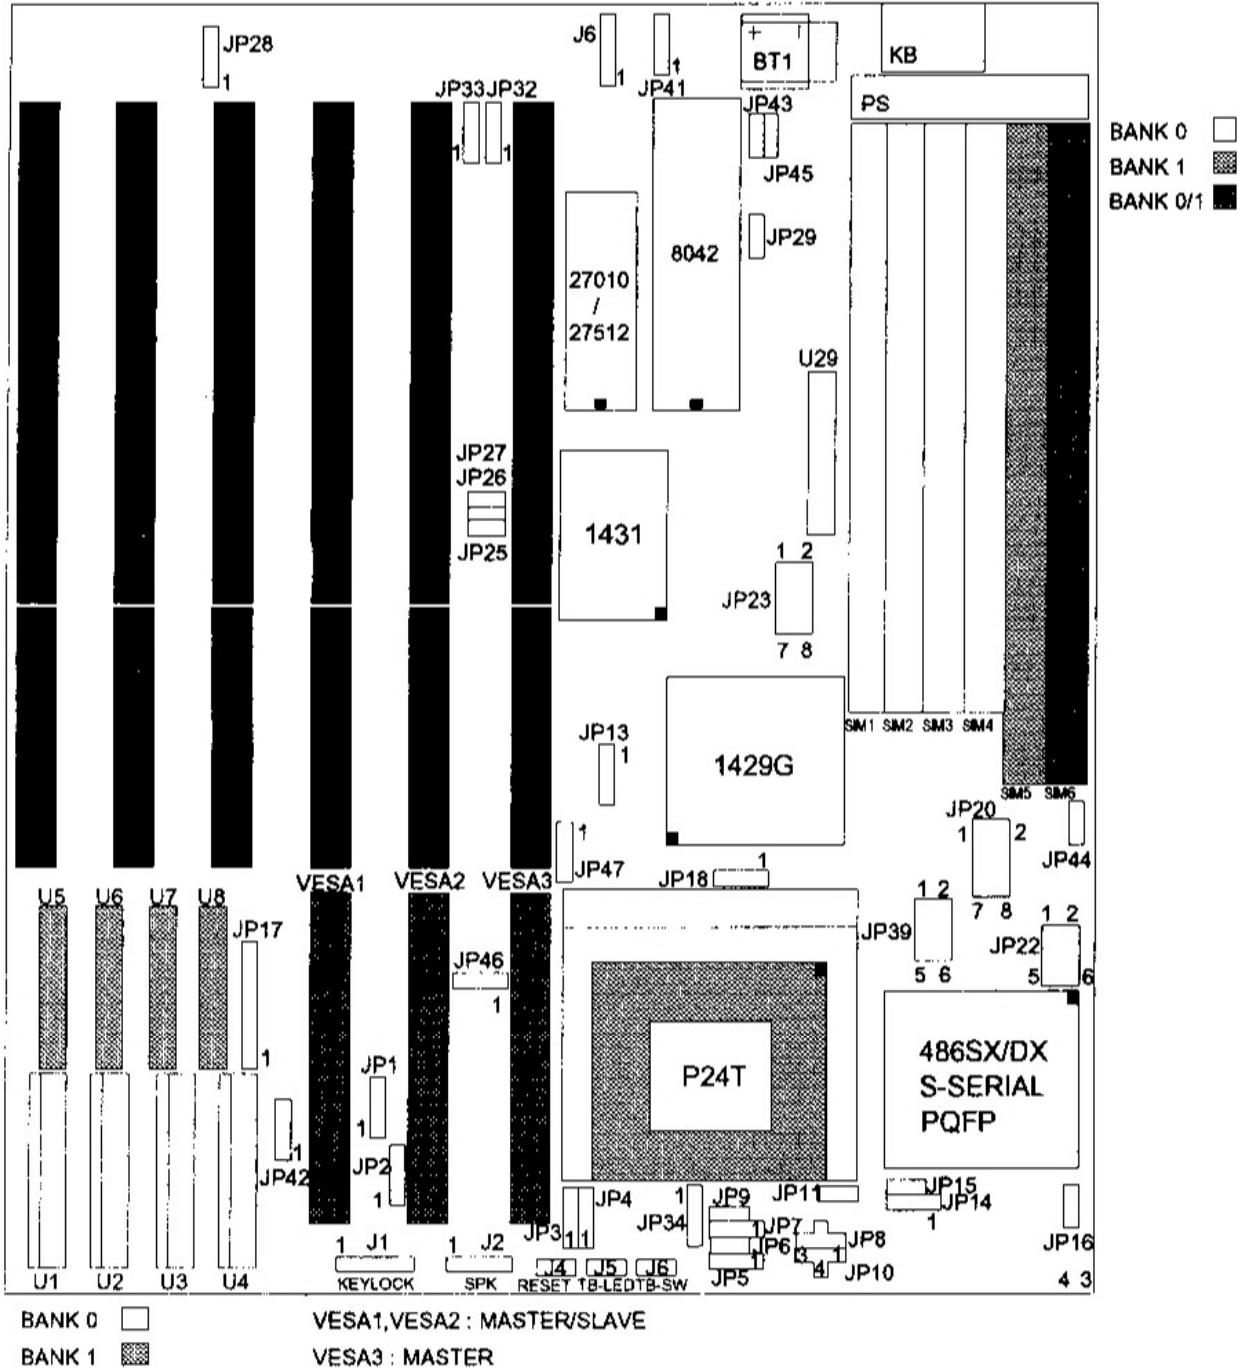 JP28
1
J6
1
1
JP41
+
BT1
KB
PS
BANK 0
BANK 1
BANK 0/1
JP33 JP32
1
1
JP43
JP45
JP29
8042
27010
/
27512
U29
JP27
JP26
JP25
1431
1 2
JP23
7 8
SIM1 SIM2 SIM3 SIM4
SIM5 SIM6
JP13
1
1429G
JP20
1
2
JP44
7 8
1
JP47
1
JP18
VESA1 VESA2 VESA3
U5 U6 U7 U8
JP17
1
JP46
1
1 2
JP39
5 6
1 2
JP22
5
6
P24T
486SX/DX
S-SERIAL
PQFP
JP1
1
JP2
1
1
JP42
JP3
JP4
1 1
1
JP34
JP9
JP11
JP15
JP14
1
JP7
1
JP6
1
JP5
JP8
3
1
4
JP10
JP16
4 3
U1 U2 U3 U4
1 J1
KEYLOCK
1 J2
SPK
J4
RESET
J5
TB-LED
J6
TB-SW
BANK 0
BANK 1
VESA1,VESA2 : MASTER/SLAVE
VESA3 : MASTER